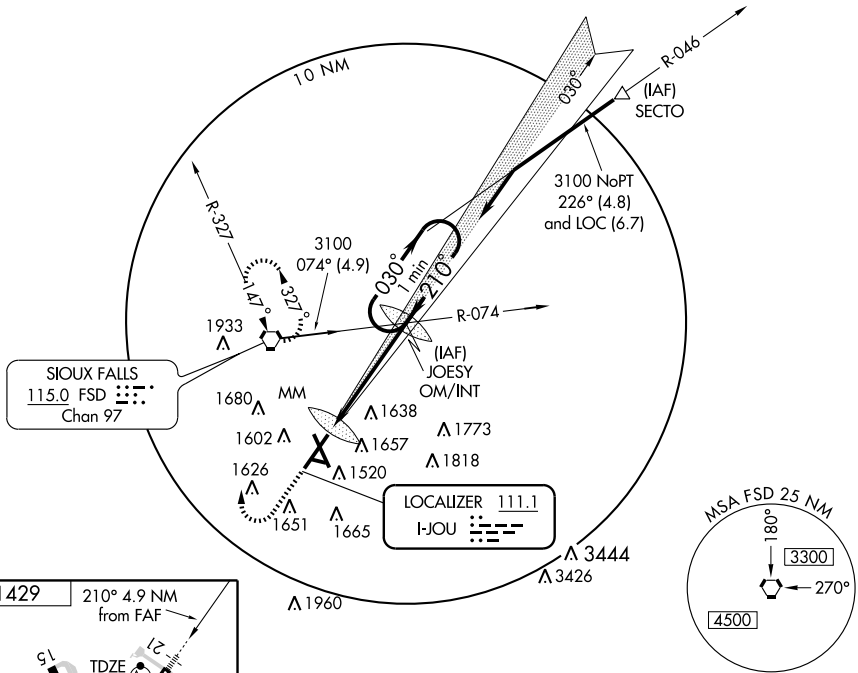 10 NM
R-046
030°
(IAF)
SECTO
3100 NoPT
226° (4.8)
and LOC (6.7)
R-327
3100
074° (4.9)
030°
1 min
210°
147°
327°
R-074
1933
(IAF)
JOESY
OM/INT
SIOUX FALLS
115.0 FSD
Chan 97
1680
MM
1638
1602
1657
1773
1626
1520
1818
LOCALIZER 111.1
I-JOU
1651
1665
3444
3426
1960
MSA FSD 25 NM
180°
3300
270°
4500
1429
210° 4.9 NM
from FAF
15
21
TDZE